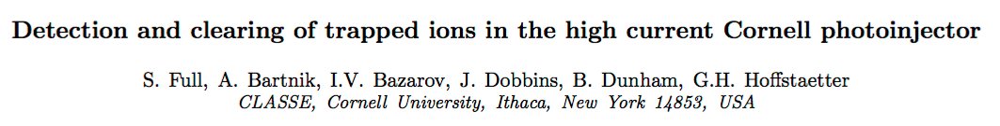 Detection and clearing of trapped ions in the high current Cornell photoinjector
S. Full, A. Bartnik, I.V. Bazarov, J. Dobbins, B. Dunham, G.H. Hoffstaetter
CLASSE, Cornell University, Ithaca, New York 14853, USA